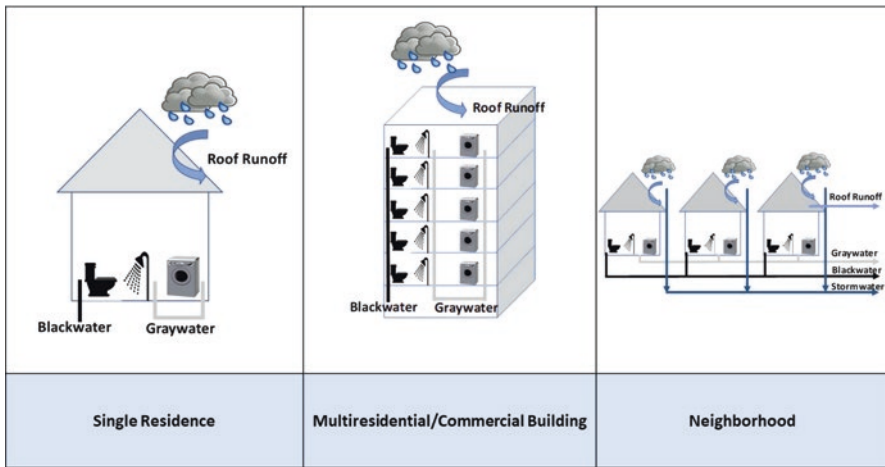 Roof Runoff
Blackwater
Graywater
Roof Runoff
Blackwater
Graywater
Roof Runoff
Graywater
Blackwater
Stormwater
Single Residence
Multiresidential/Commercial Building
Neighborhood